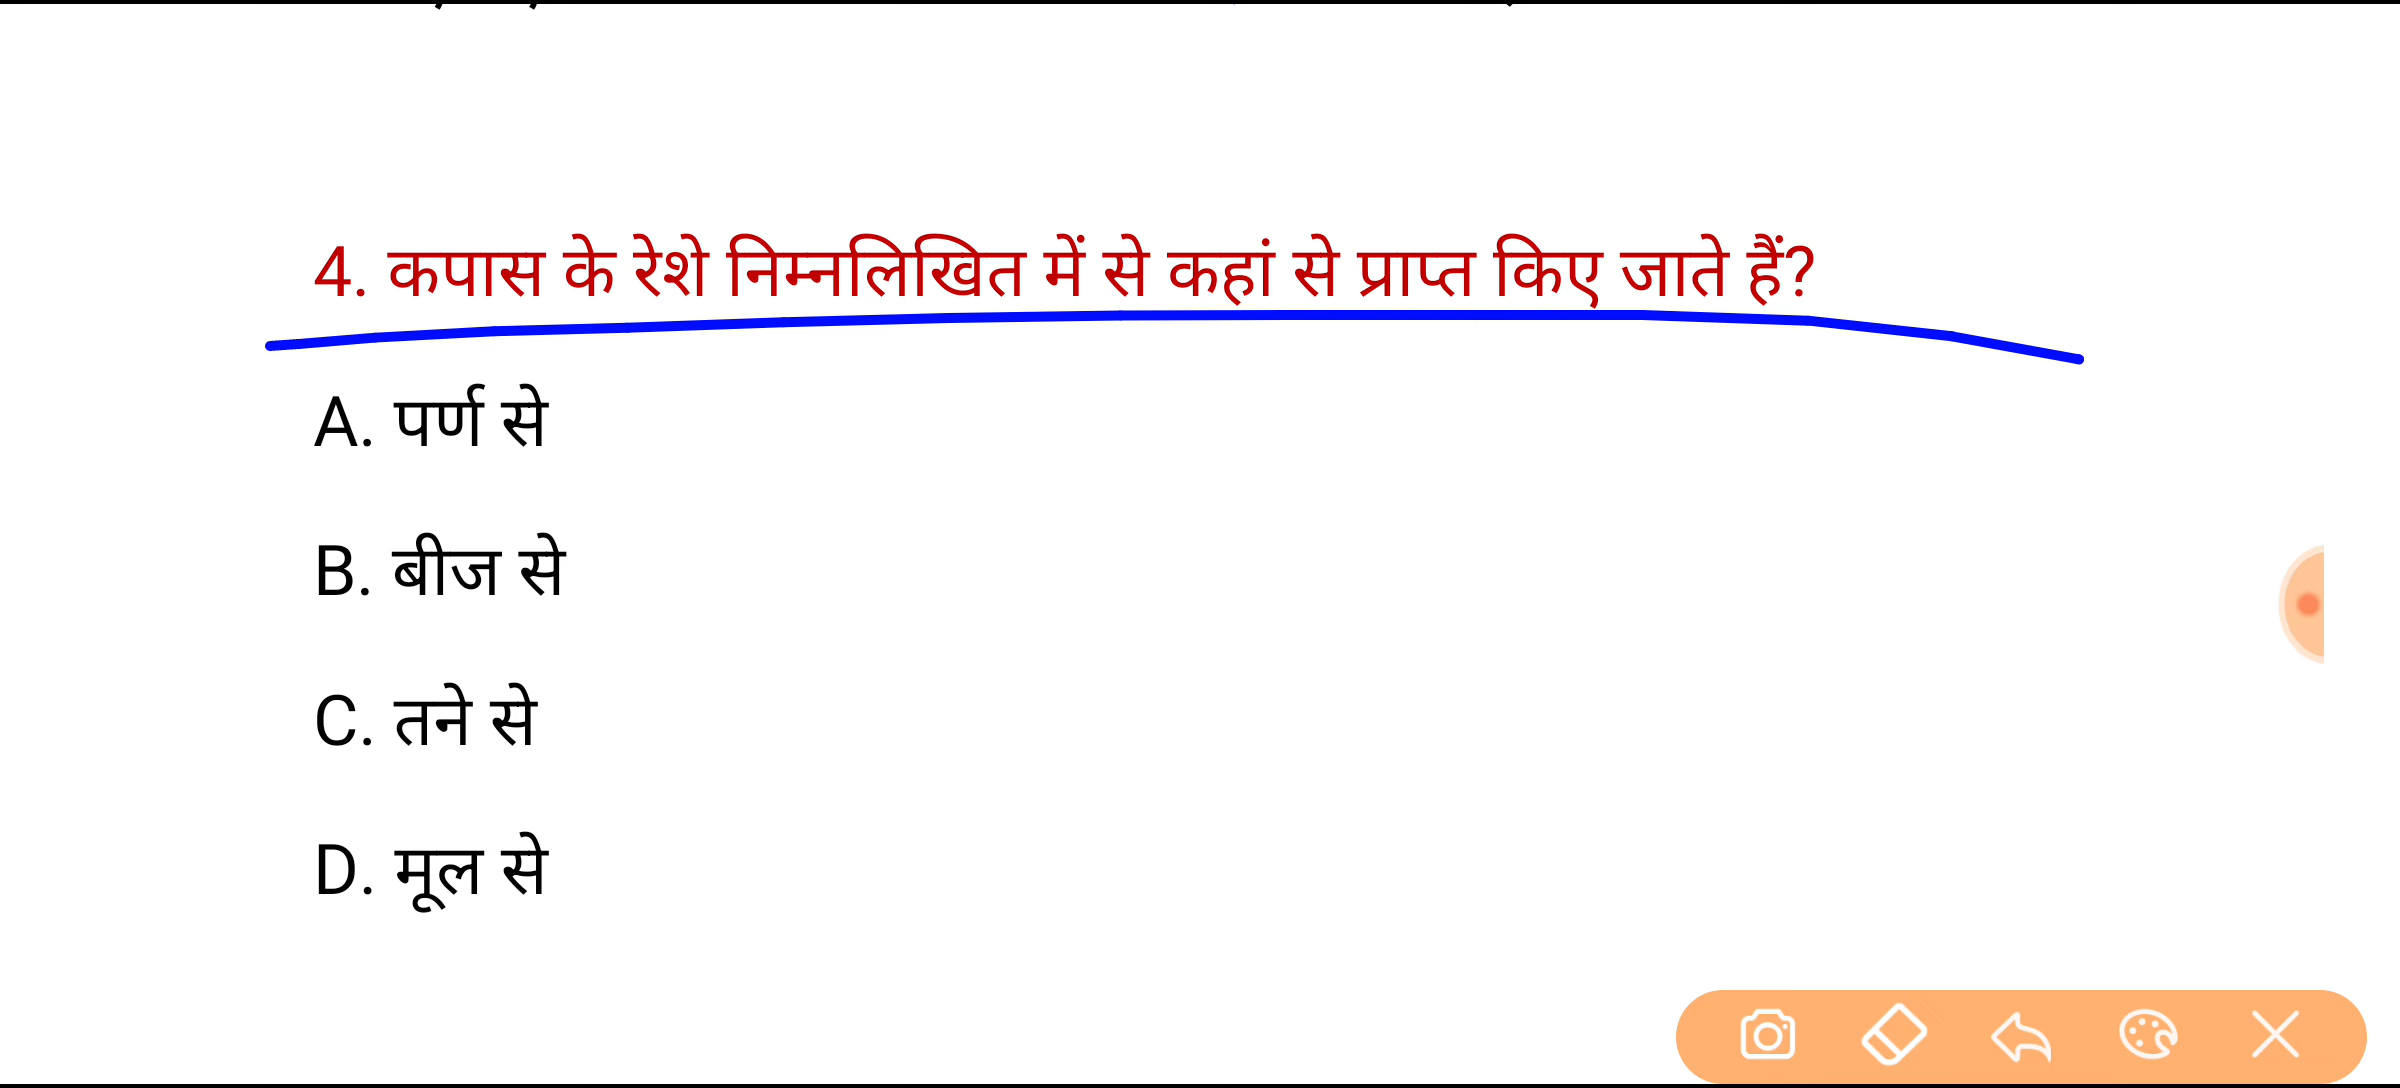 4. कपास के रेशे निम्नलिखित में से कहां से प्राप्त किए जाते हैं?
A. पर्ण से
B. बीज से
C. तने से
D. मूल से